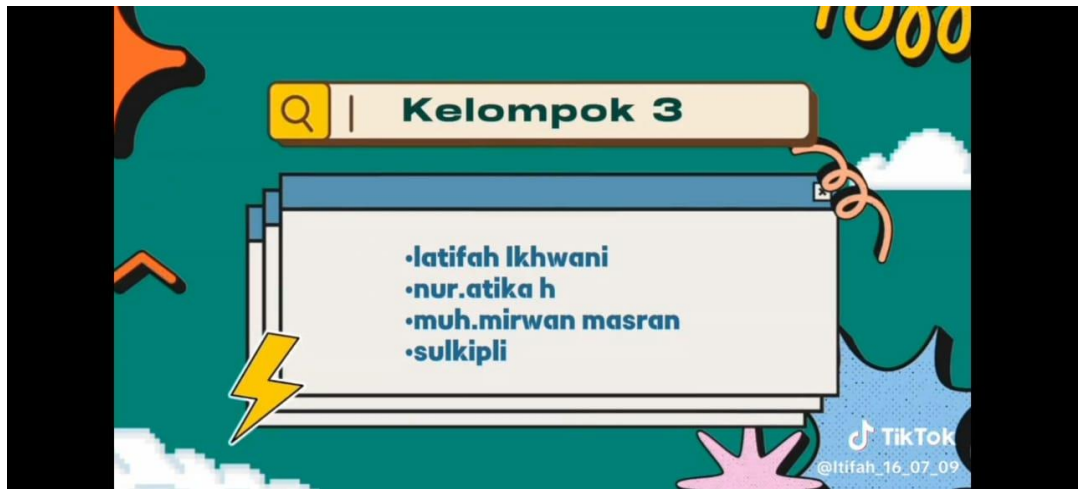 Kelompok 3
•latifah Ikhwani
•nur.atika h
•muh.mirwan masran
•sulkipli
TikTok
@ltifah_16_07_09